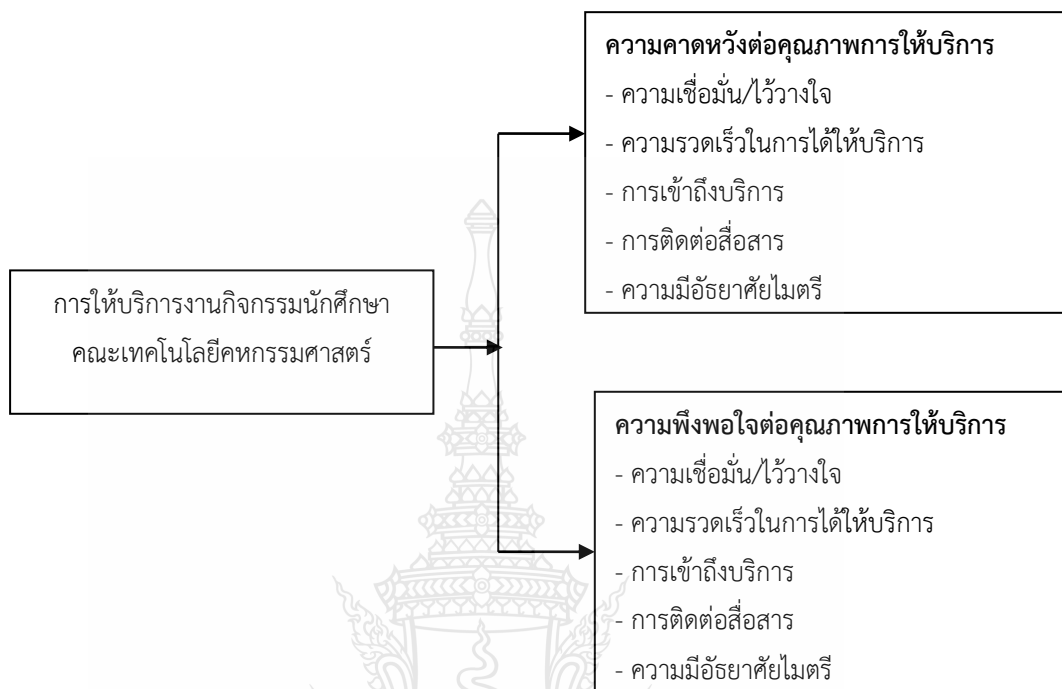 ความคาดหวังต่อคุณภาพการให้บริการ
- ความเชื่อมั่น/ไว้วางใจ
- ความรวดเร็วในการได้ให้บริการ
- การเข้าถึงบริการ
- การติดต่อสื่อสาร
- ความมีอัธยาศัยไมตรี
การให้บริการงานกิจกรรมนักศึกษา
คณะเทคโนโลยีคหกรรมศาสตร์
ความพึงพอใจต่อคุณภาพการให้บริการ
- ความเชื่อมั่น/ไว้วางใจ
- ความรวดเร็วในการได้ให้บริการ
- การเข้าถึงบริการ
- การติดต่อสื่อสาร
- ความมีอัธยาศัยไมตรี